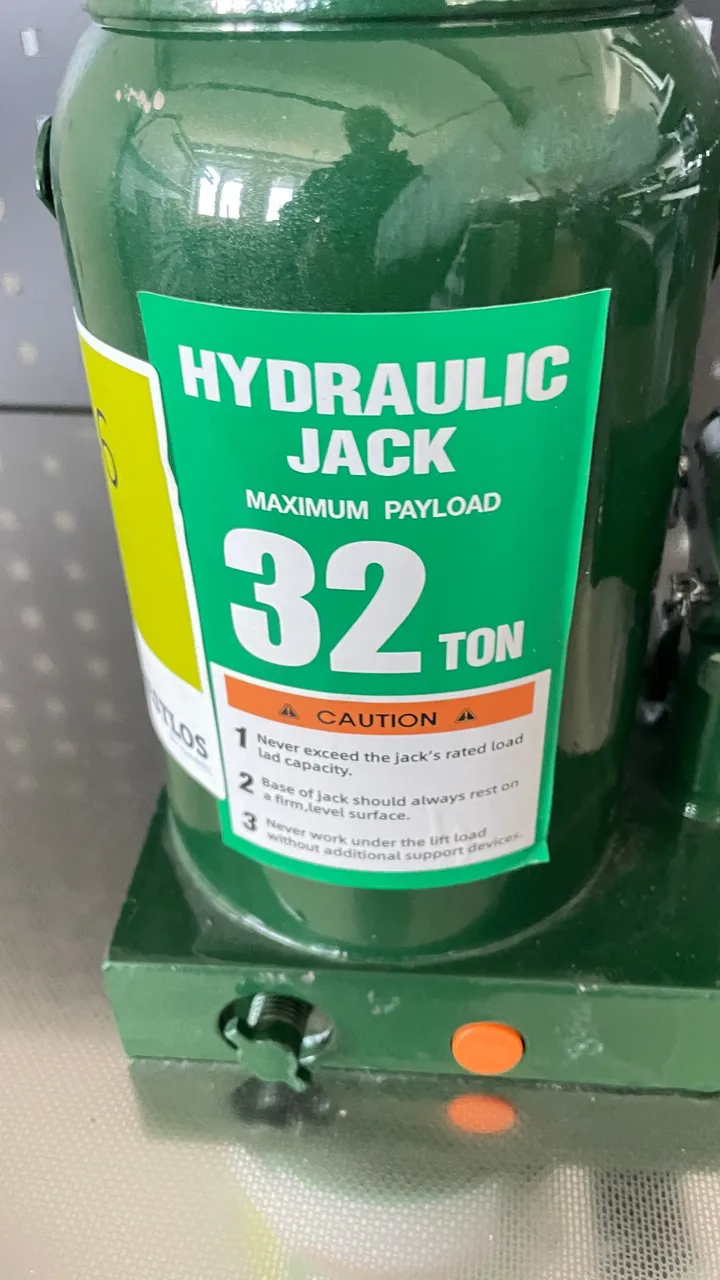 HYDRAULIC
JACK
MAXIMUM PAYLOAD
32 TON
CAUTION
1 Never exceed the jack's rated load
lad capacity.
2 Base of jack should always rest on
a firm,level surface.
3 Never work under the lift load
without additional support devices.